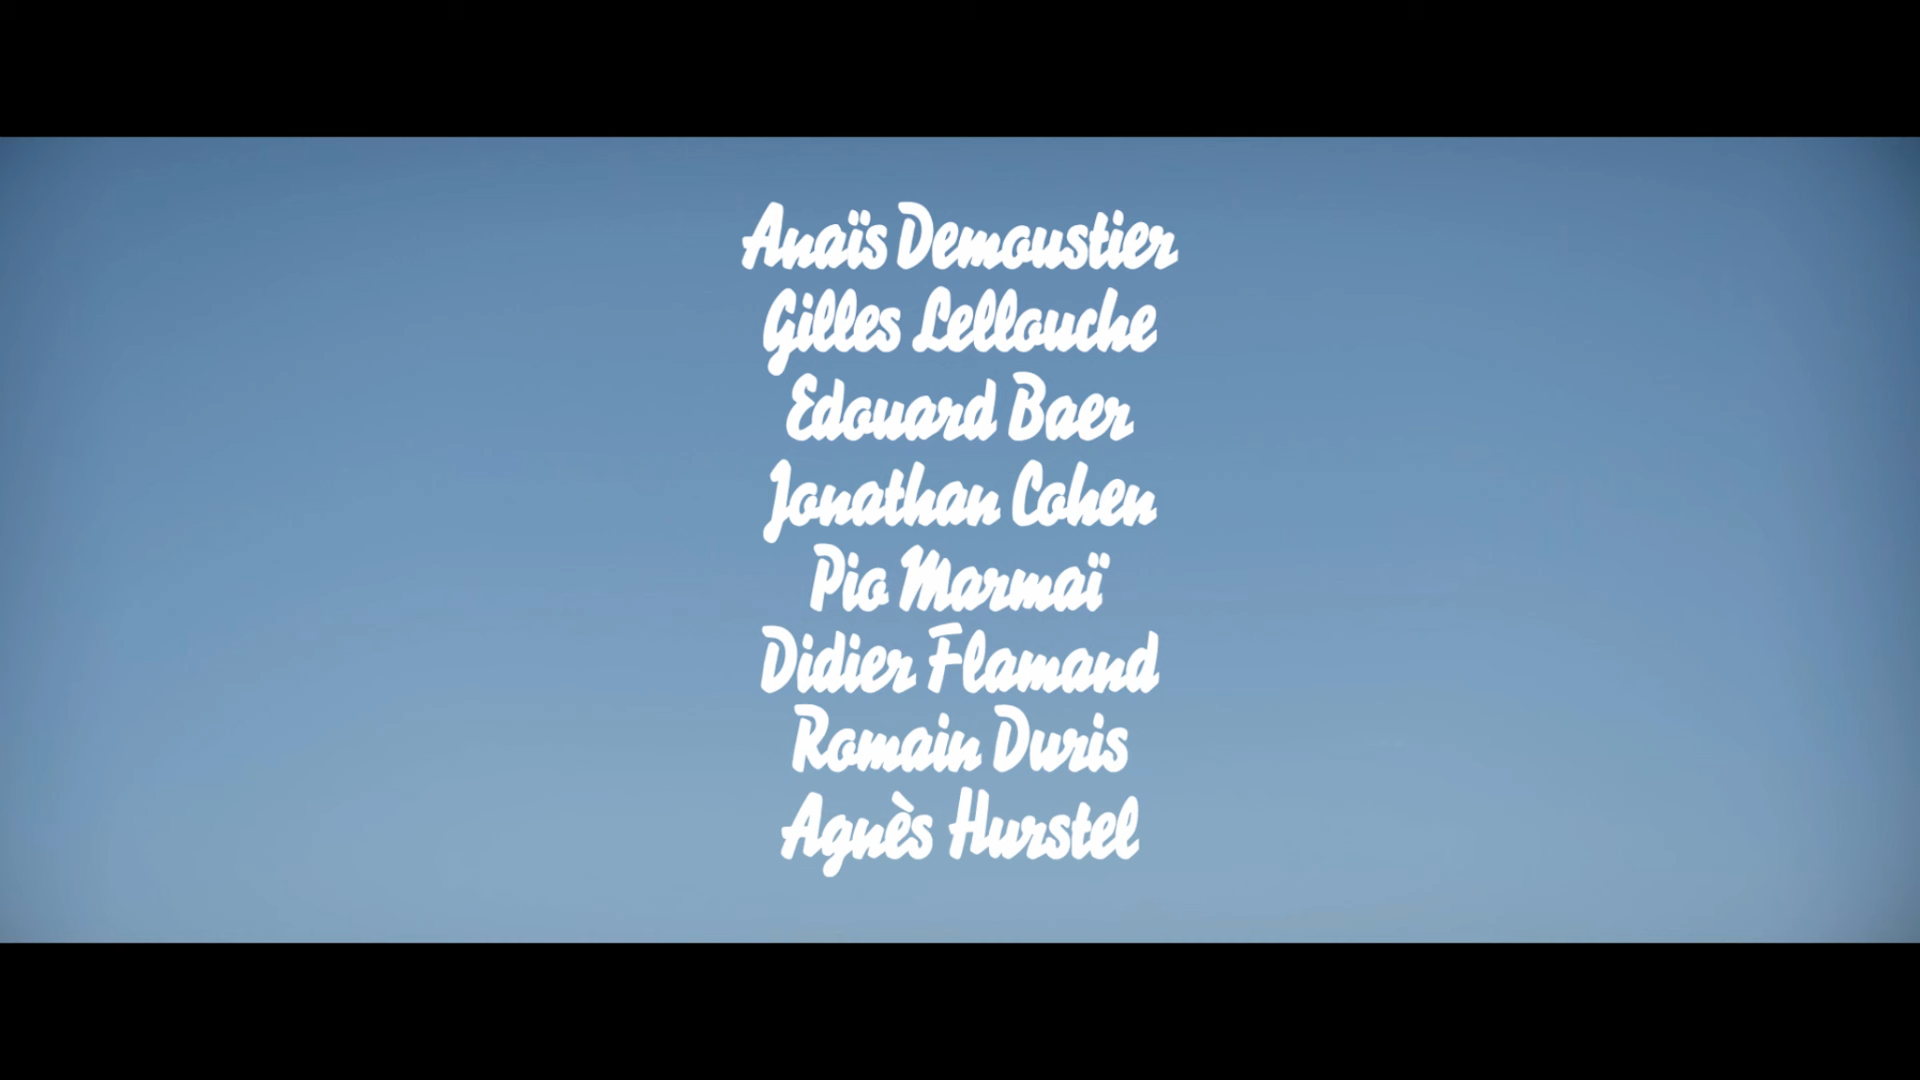 Anaïs Demoustier
Gilles Lellouche
Edouard Baer
Jonathan Cohen
Pio Marmaï
Didier Flamand
Romain Duris
Agnès Hurstel